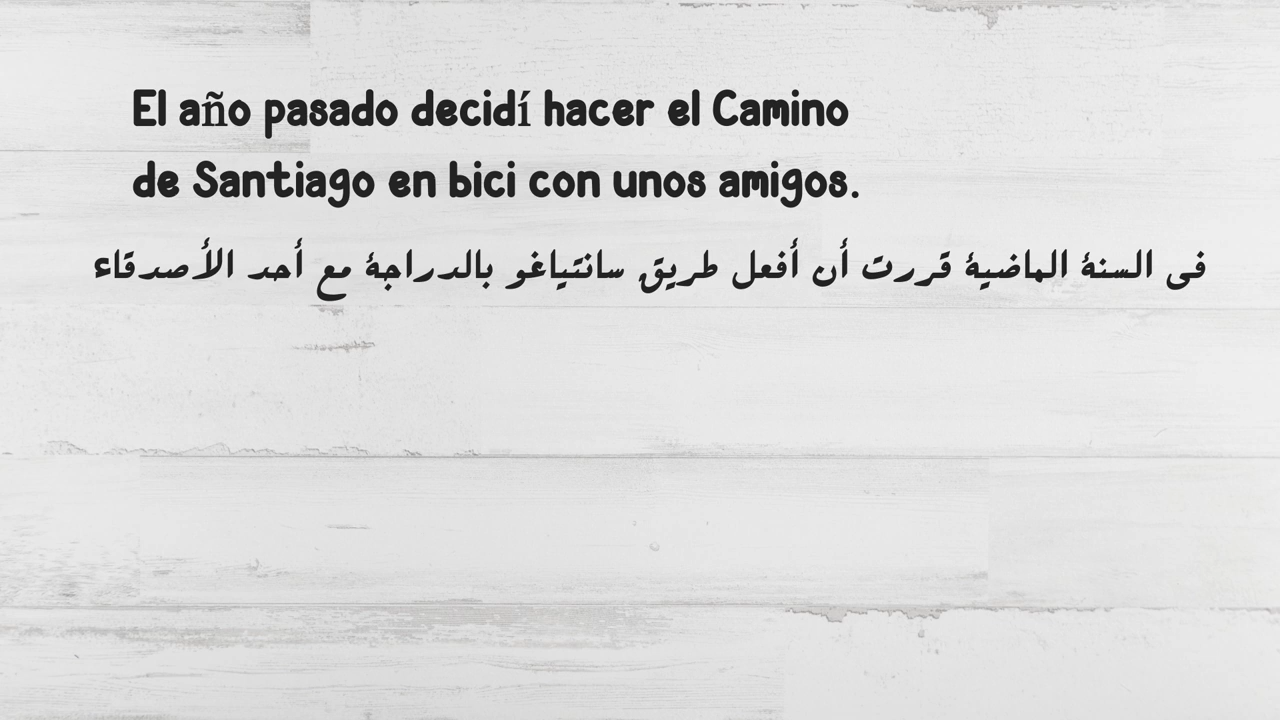 El año pasado decidí hacer el Camino
de Santiago en bici con unos amigos.
فى السنة الماضية قررت أن أفعل طريق سانتياغو بالدراجة مع أحد الأصدقاء